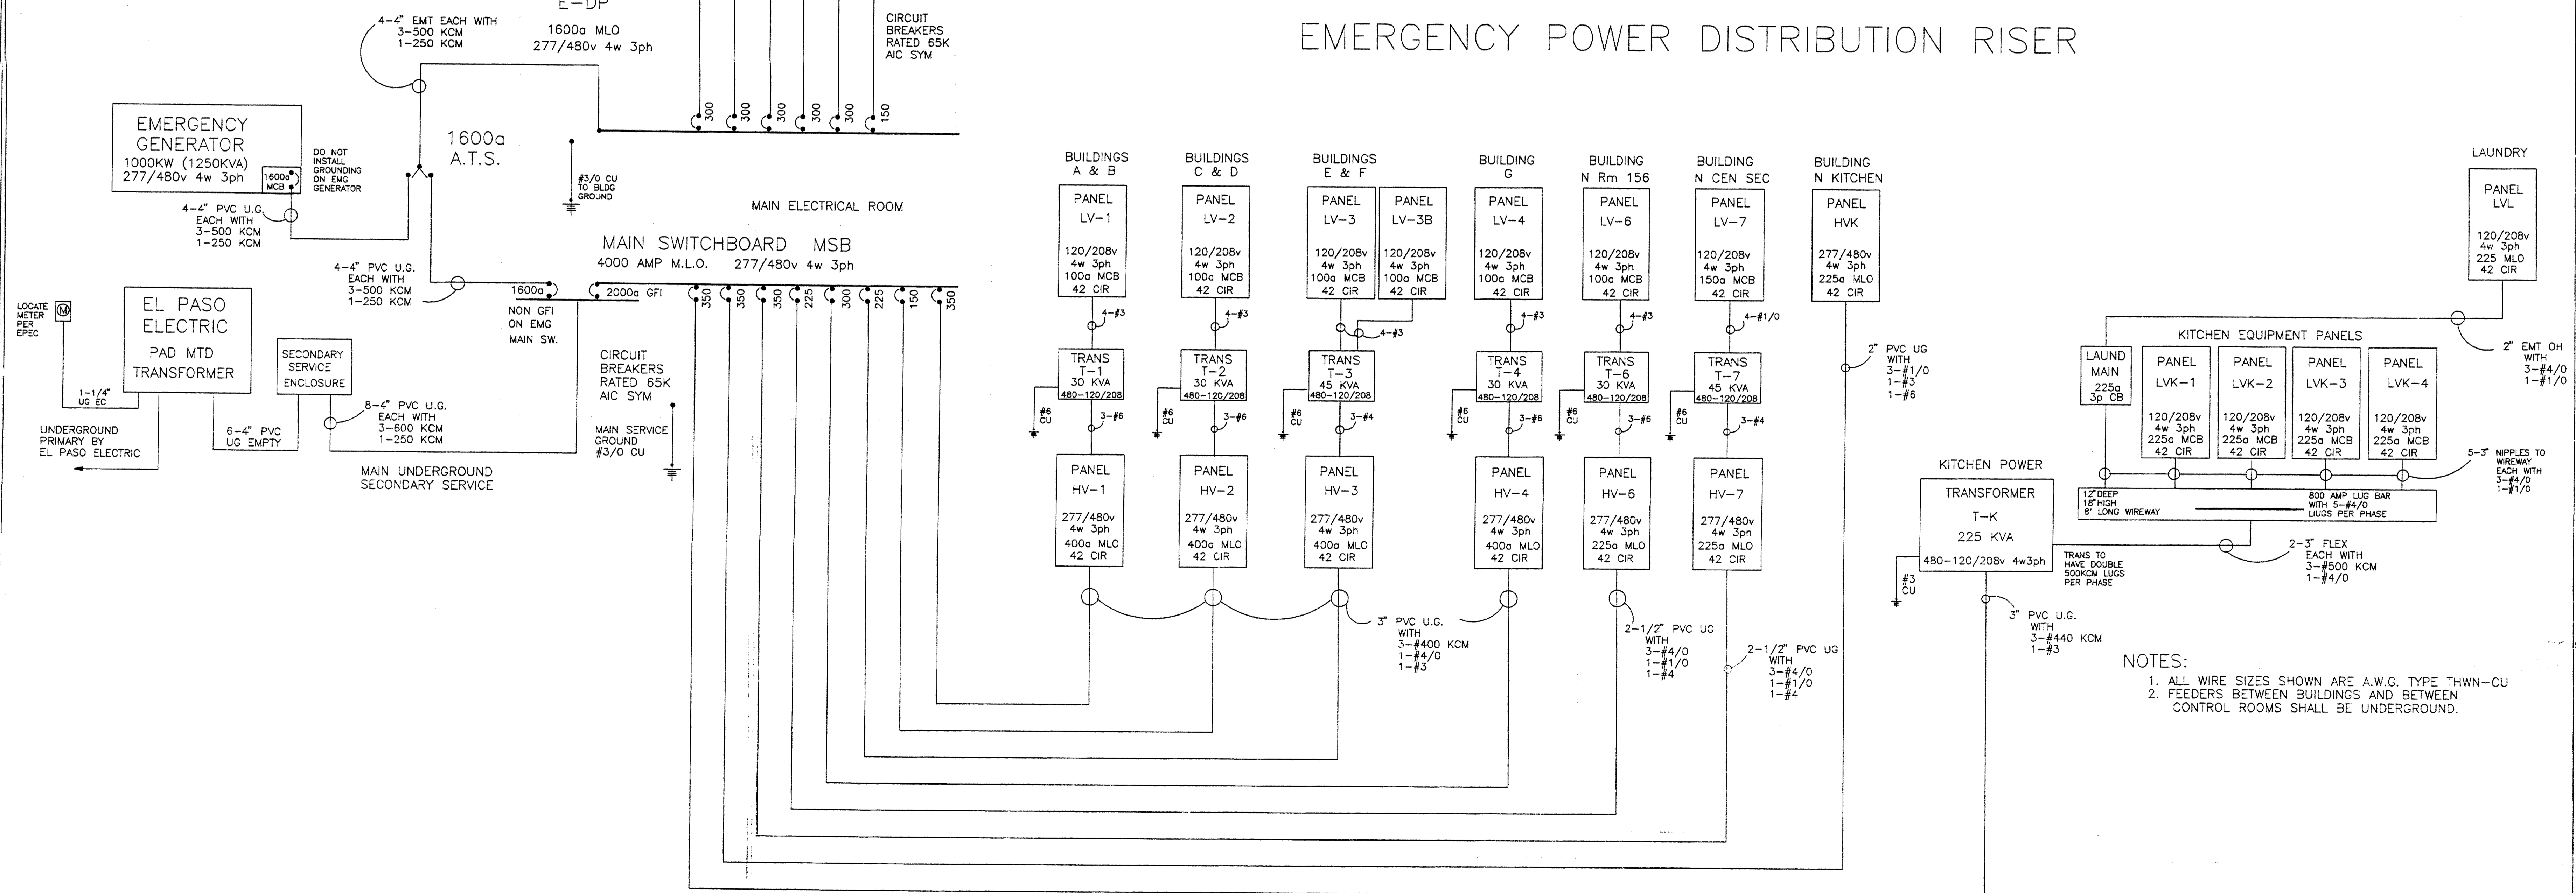 E-DP
1600a MLO
277/480v 4w 3ph
4-4" EMT EACH WITH
3-500 KCM
1-250 KCM
CIRCUIT
BREAKERS
RATED 65K
AIC SYM
EMERGENCY POWER DISTRIBUTION RISER
300
300
300
300
300
150
EMERGENCY
GENERATOR
1000KW (1250KVA)
277/480v 4w 3ph
1600a
MCB
DO NOT
INSTALL
GROUNDING
ON EMG
GENERATOR
1600a
A.T.S.
#3/0 CU
TO BLDG
GROUND
4-4" PVC U.G.
EACH WITH
3-500 KCM
1-250 KCM
MAIN ELECTRICAL ROOM
MAIN SWITCHBOARD MSB
4000 AMP M.L.O. 277/480v 4w 3ph
4-4" PVC U.G.
EACH WITH
3-500 KCM
1-250 KCM
1600a
2000a GFI
NON GFI
ON EMG
MAIN SW.
350
350
350
225
300
225
150
350
LOCATE
METER
PER
EPEC
M
EL PASO
ELECTRIC
PAD MTD
TRANSFORMER
SECONDARY
SERVICE
ENCLOSURE
CIRCUIT
BREAKERS
RATED 65K
AIC SYM
1-1/4"
UG EC
UNDERGROUND
PRIMARY BY
EL PASO ELECTRIC
6-4" PVC
UG EMPTY
8-4" PVC U.G.
EACH WITH
3-600 KCM
1-250 KCM
MAIN SERVICE
GROUND
#3/0 CU
MAIN UNDERGROUND
SECONDARY SERVICE
BUILDINGS
A & B
PANEL
LV-1
120/208v
4w 3ph
100a MCB
42 CIR
4-#3
TRANS
T-1
30 KVA
480-120/208
#6
CU
3-#6
PANEL
HV-1
277/480v
4w 3ph
400a MLO
42 CIR
BUILDINGS
C & D
PANEL
LV-2
120/208v
4w 3ph
100a MCB
42 CIR
4-#3
TRANS
T-2
30 KVA
480-120/208
#6
CU
3-#6
PANEL
HV-2
277/480v
4w 3ph
400a MLO
42 CIR
BUILDINGS
E & F
PANEL
LV-3
120/208v
4w 3ph
100a MCB
42 CIR
PANEL
LV-3B
120/208v
4w 3ph
100a MCB
42 CIR
4-#3
TRANS
T-3
45 KVA
480-120/208
#6
CU
3-#4
PANEL
HV-3
277/480v
4w 3ph
400a MLO
42 CIR
3" PVC U.G.
WITH
3-#400 KCM
1-#4/0
1-#3
BUILDING
G
PANEL
LV-4
120/208v
4w 3ph
100a MCB
42 CIR
4-#3
TRANS
T-4
30 KVA
480-120/208
#6
CU
3-#6
PANEL
HV-4
277/480v
4w 3ph
400a MLO
42 CIR
BUILDING
N Rm 156
PANEL
LV-6
120/208v
4w 3ph
100a MCB
42 CIR
4-#3
TRANS
T-6
30 KVA
480-120/208
#6
CU
3-#6
PANEL
HV-6
277/480v
4w 3ph
225a MLO
42 CIR
2-1/2" PVC UG
WITH
3-#4/0
1-#1/0
1-#4
BUILDING
N CEN SEC
PANEL
LV-7
120/208v
4w 3ph
150a MCB
42 CIR
4-#1/0
TRANS
T-7
45 KVA
480-120/208
#6
CU
3-#4
PANEL
HV-7
277/480v
4w 3ph
225a MLO
42 CIR
2-1/2" PVC UG
WITH
3-#4/0
1-#1/0
1-#4
BUILDING
N KITCHEN
PANEL
HVK
277/480v
4w 3ph
225a MLO
42 CIR
2" PVC UG
WITH
3-#1/0
1-#3
1-#6
LAUNDRY
PANEL
LVL
120/208v
4w 3ph
225 MLO
42 CIR
2" EMT OH
WITH
3-#4/0
1-#1/0
KITCHEN EQUIPMENT PANELS
LAUND
MAIN
225a
3p CB
PANEL
LVK-1
120/208v
4w 3ph
225a MCB
42 CIR
PANEL
LVK-2
120/208v
4w 3ph
225a MCB
42 CIR
PANEL
LVK-3
120/208v
4w 3ph
225a MCB
42 CIR
PANEL
LVK-4
120/208v
4w 3ph
225a MCB
42 CIR
5-3" NIPPLES TO
WIREWAY
EACH WITH
3-#4/0
1-#1/0
12" DEEP
18" HIGH
8' LONG WIREWAY
800 AMP LUG BAR
WITH 5-#4/0
LIUGS PER PHASE
KITCHEN POWER
TRANSFORMER
T-K
225 KVA
480-120/208v 4w3ph
#3
CU
TRANS TO
HAVE DOUBLE
500KCM LUGS
PER PHASE
2-3" FLEX
EACH WITH
3-#500 KCM
1-#4/0
3" PVC U.G.
WITH
3-#440 KCM
1-#3
NOTES:
1. ALL WIRE SIZES SHOWN ARE A.W.G. TYPE THWN-CU
2. FEEDERS BETWEEN BUILDINGS AND BETWEEN
CONTROL ROOMS SHALL BE UNDERGROUND.